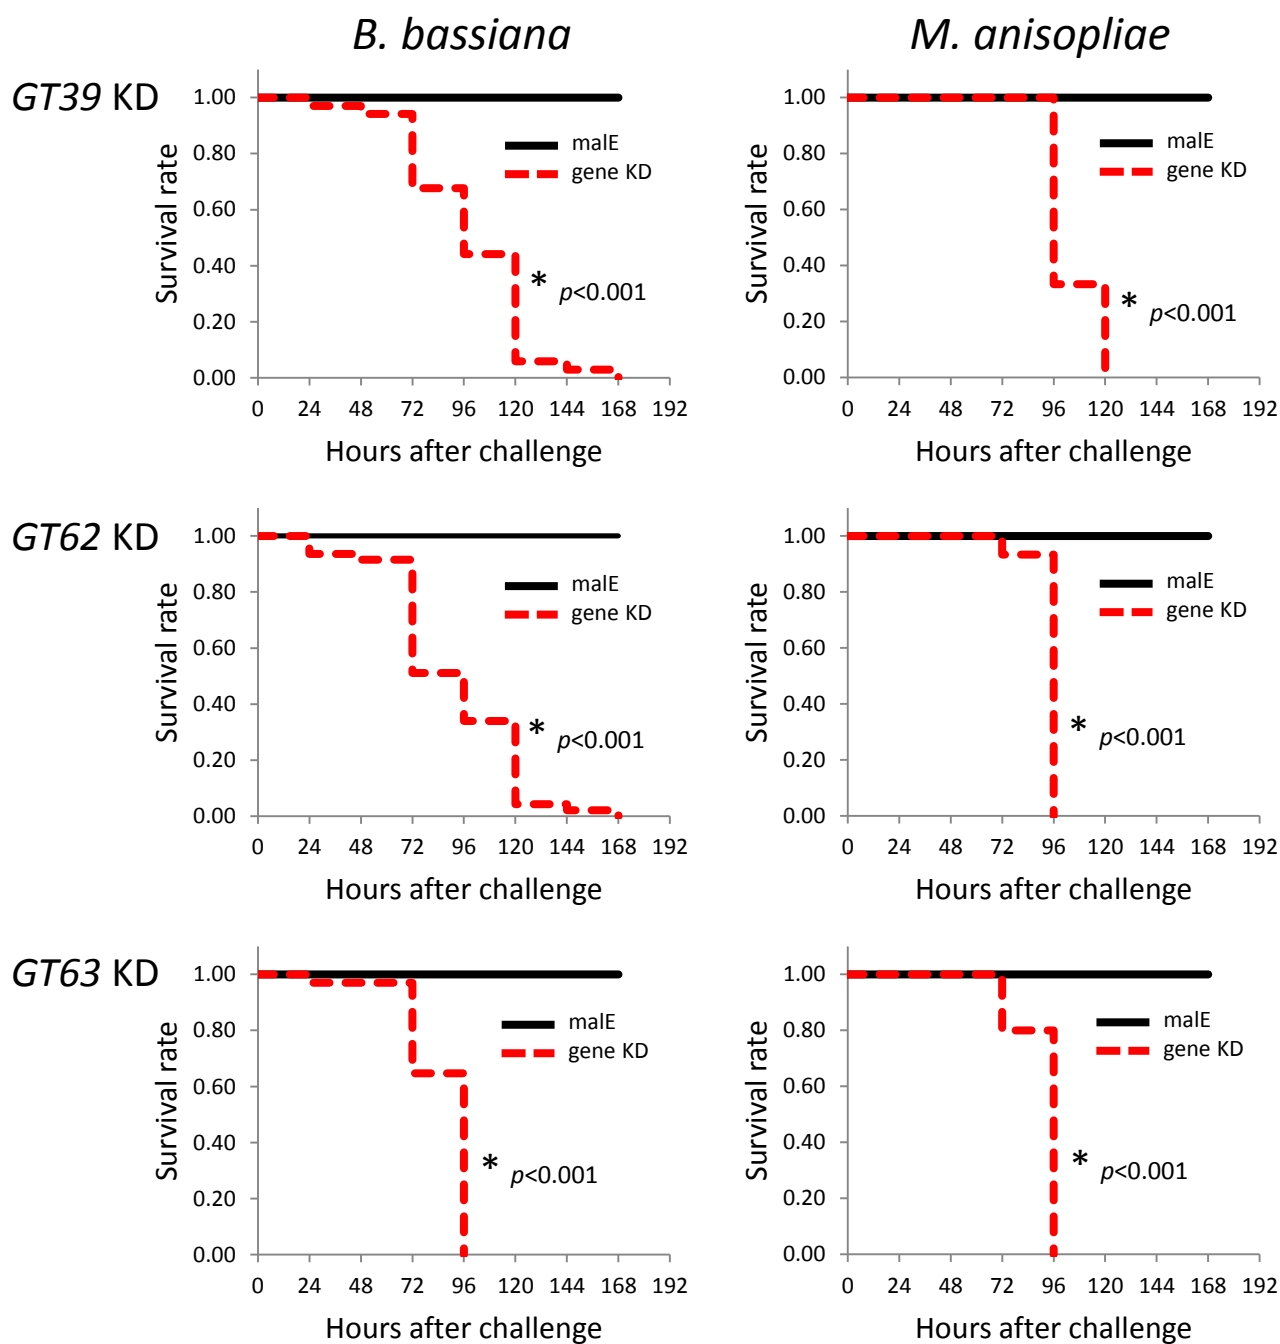 B. bassiana
M. anisopliae
GT39 KD
Survival rate
1.00
0.80
0.60
0.40
0.20
0.00
malE
gene KD
* p<0.001
0 24 48 72 96 120 144 168 192
Hours after challenge
Survival rate
1.00
0.80
0.60
0.40
0.20
0.00
malE
gene KD
* p<0.001
0 24 48 72 96 120 144 168 192
Hours after challenge
GT62 KD
Survival rate
1.00
0.80
0.60
0.40
0.20
0.00
malE
gene KD
* p<0.001
0 24 48 72 96 120 144 168 192
Hours after challenge
Survival rate
1.00
0.80
0.60
0.40
0.20
0.00
malE
gene KD
* p<0.001
0 24 48 72 96 120 144 168 192
Hours after challenge
GT63 KD
Survival rate
1.00
0.80
0.60
0.40
0.20
0.00
malE
gene KD
* p<0.001
0 24 48 72 96 120 144 168 192
Hours after challenge
Survival rate
1.00
0.80
0.60
0.40
0.20
0.00
malE
gene KD
* p<0.001
0 24 48 72 96 120 144 168 192
Hours after challenge